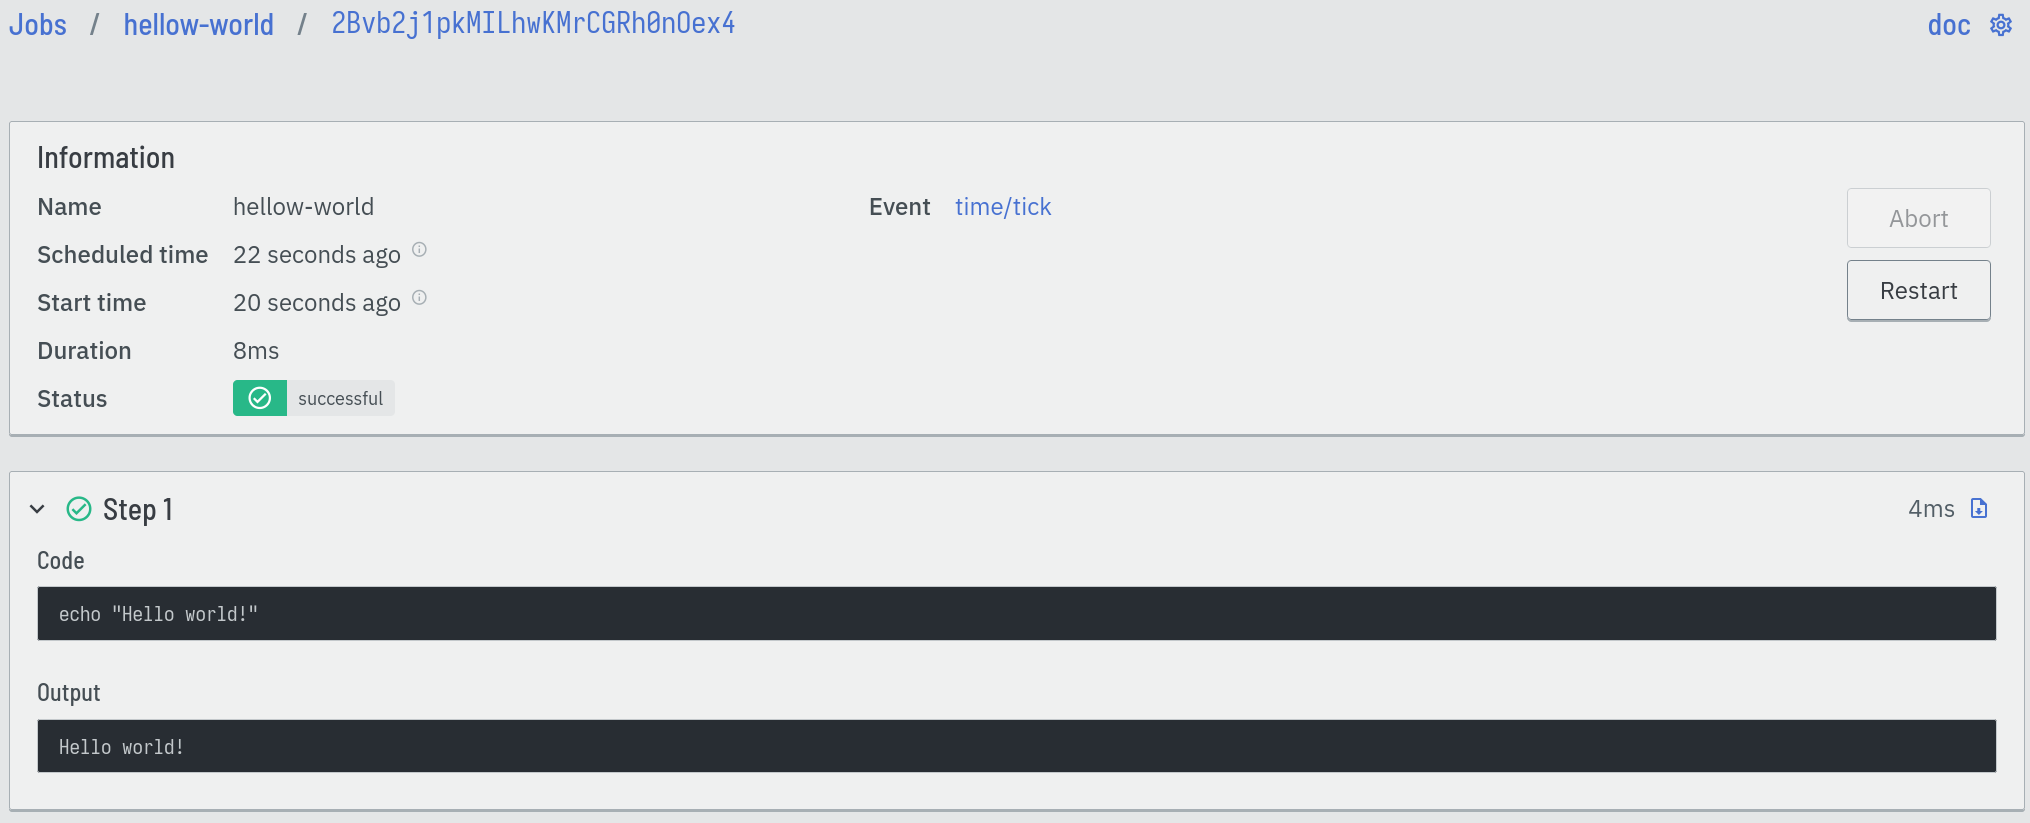 Jobs / hellow-world / 2Bvb2j1pkMILhwKMrCGRh0nOex4 doc
Information
Name hellow-world Event time/tick
Abort
Scheduled time 22 seconds ago
Start time 20 seconds ago
Restart
Duration 8ms
Status successful
Step 1 4ms
Code
echo "Hello world!"
Output
Hello world!